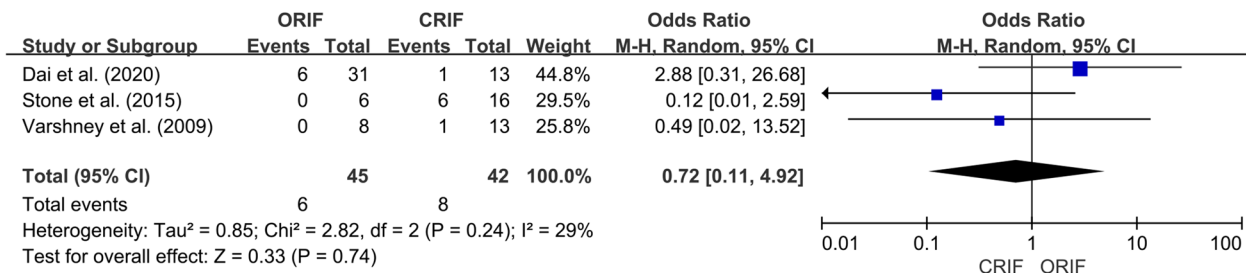 ORIF CRIF Odds Ratio Odds Ratio
Study or Subgroup Events Total Events Total Weight M-H, Random, 95% CI M-H, Random, 95% CI
Dai et al. (2020) 6 31 1 13 44.8% 2.88 [0.31, 26.68]
Stone et al. (2015) 0 6 6 16 29.5% 0.12 [0.01, 2.59]
Varshney et al. (2009) 0 8 1 13 25.8% 0.49 [0.02, 13.52]
Total (95% CI) 45 42 100.0% 0.72 [0.11, 4.92]
Total events 6 8
Heterogeneity: Tau² = 0.85; Chi² = 2.82, df = 2 (P = 0.24); I² = 29%
Test for overall effect: Z = 0.33 (P = 0.74)
0.01 0.1 1 10 100
CRIF ORIF